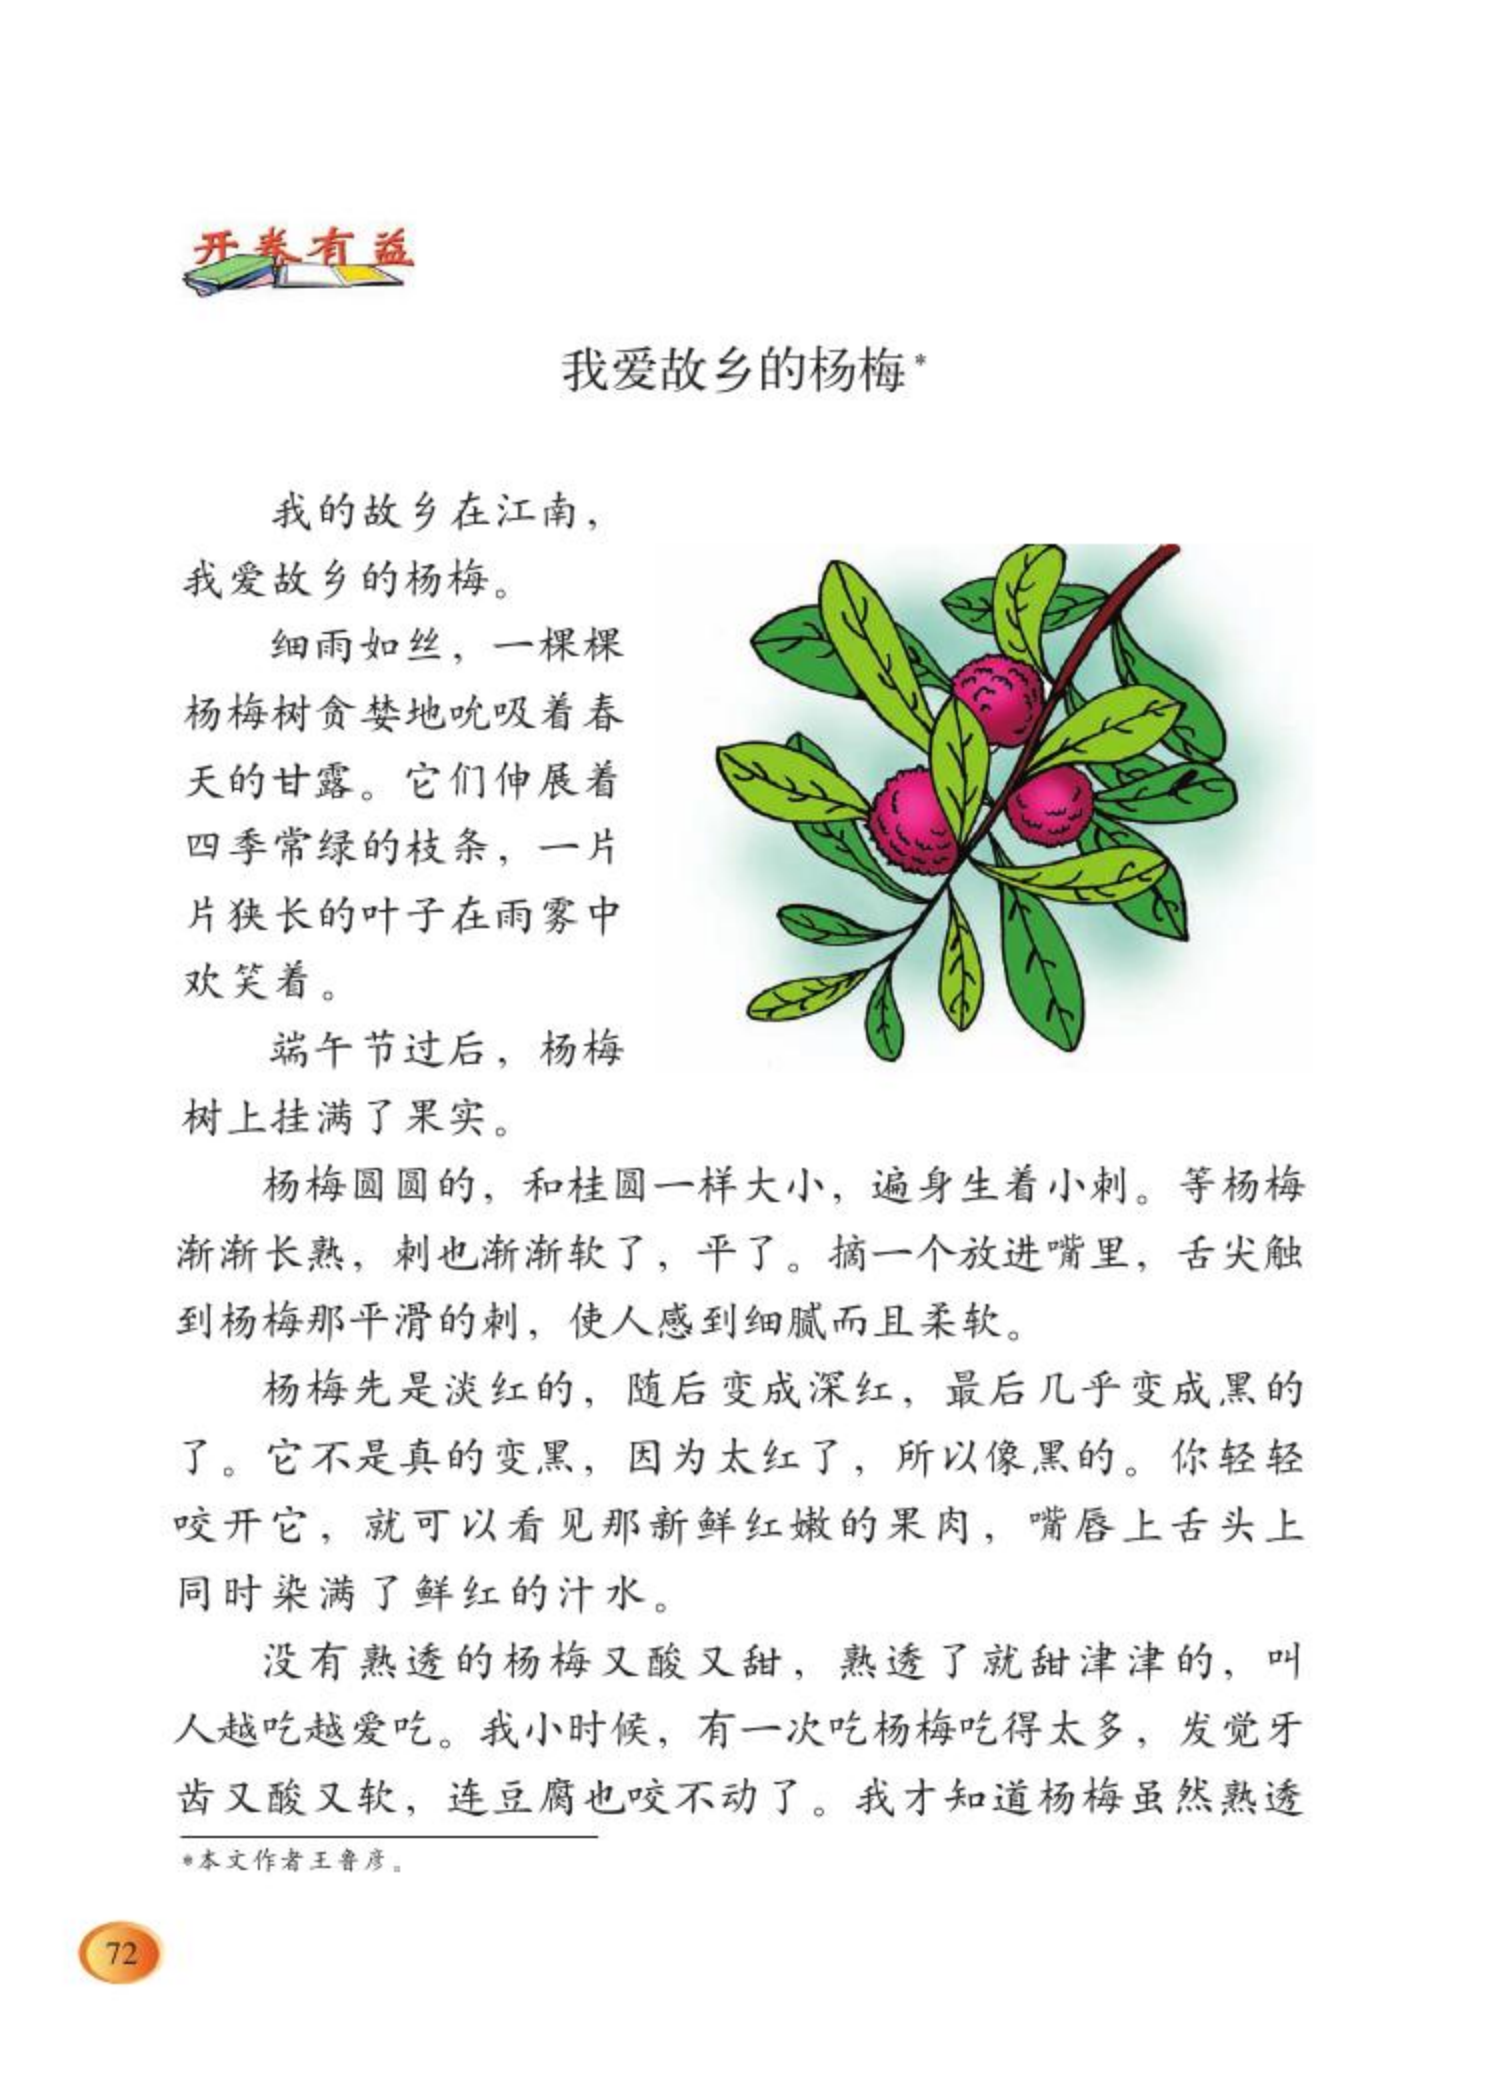 开卷有益
我爱故乡的杨梅*
我的故乡在江南，
我爱故乡的杨梅。
细雨如丝，一棵棵
杨梅树贪婪地吮吸着春
天的甘露。它们伸展着
四季常绿的枝条，一片
片狭长的叶子在雨雾中
欢笑着。
端午节过后，杨梅
树上挂满了果实。
杨梅圆圆的，和桂圆一样大小，遍身生着小刺。等杨梅
渐渐长熟，刺也渐渐软了，平了。摘一个放进嘴里，舌尖触
到杨梅那平滑的刺，使人感到细腻而且柔软。
杨梅先是淡红的，随后变成深红，最后几乎变成黑的
了。它不是真的变黑，因为太红了，所以像黑的。你轻轻
咬开它，就可以看见那新鲜红嫩的果肉，嘴唇上舌头上
同时染满了鲜红的汁水。
没有熟透的杨梅又酸又甜，熟透了就甜津津的，叫
人越吃越爱吃。我小时候，有一次吃杨梅吃得太多，发觉牙
齿又酸又软，连豆腐也咬不动了。我才知道杨梅虽然熟透
*本文作者王鲁彦。
72